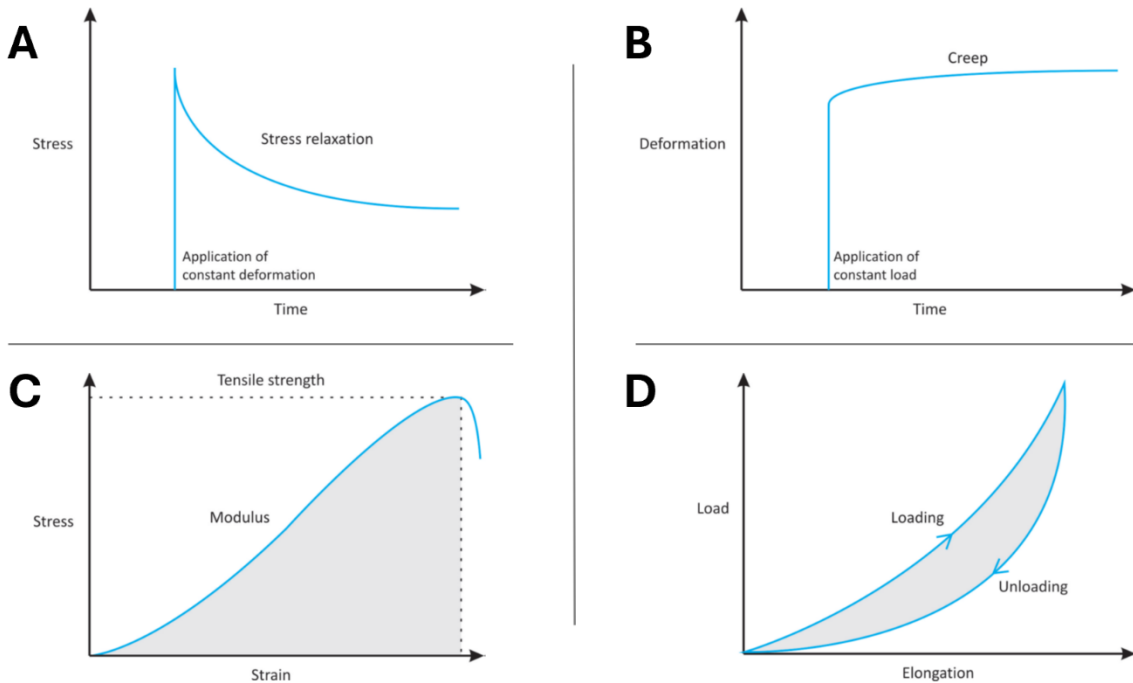 A
Stress
Stress relaxation
Application of
constant deformation
Time
B
Creep
Deformation
Application of
constant load
Time
C
Tensile strength
Modulus
Stress
Strain
D
Load
Loading
Unloading
Elongation